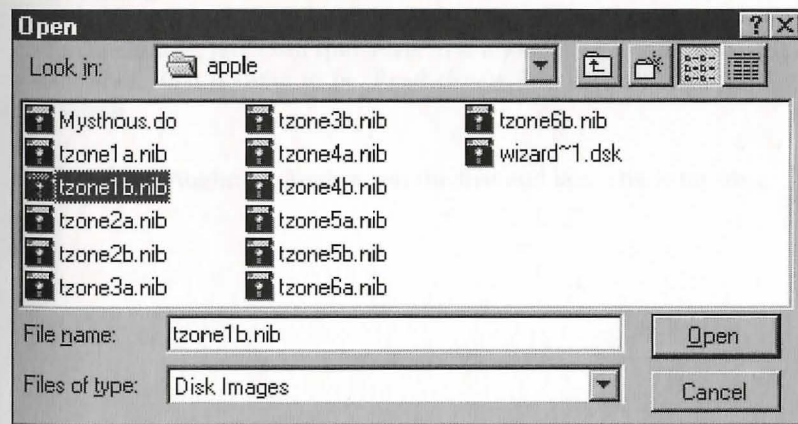 Open
Look in: apple
Mysthous.do
tzone1a.nib
tzone1b.nib
tzone2a.nib
tzone2b.nib
tzone3a.nib
tzone3b.nib
tzone4a.nib
tzone4b.nib
tzone5a.nib
tzone5b.nib
tzone6a.nib
tzone6b.nib
wizard~1.dsk
File name: tzone1b.nib Open
Files of type: Disk Images Cancel